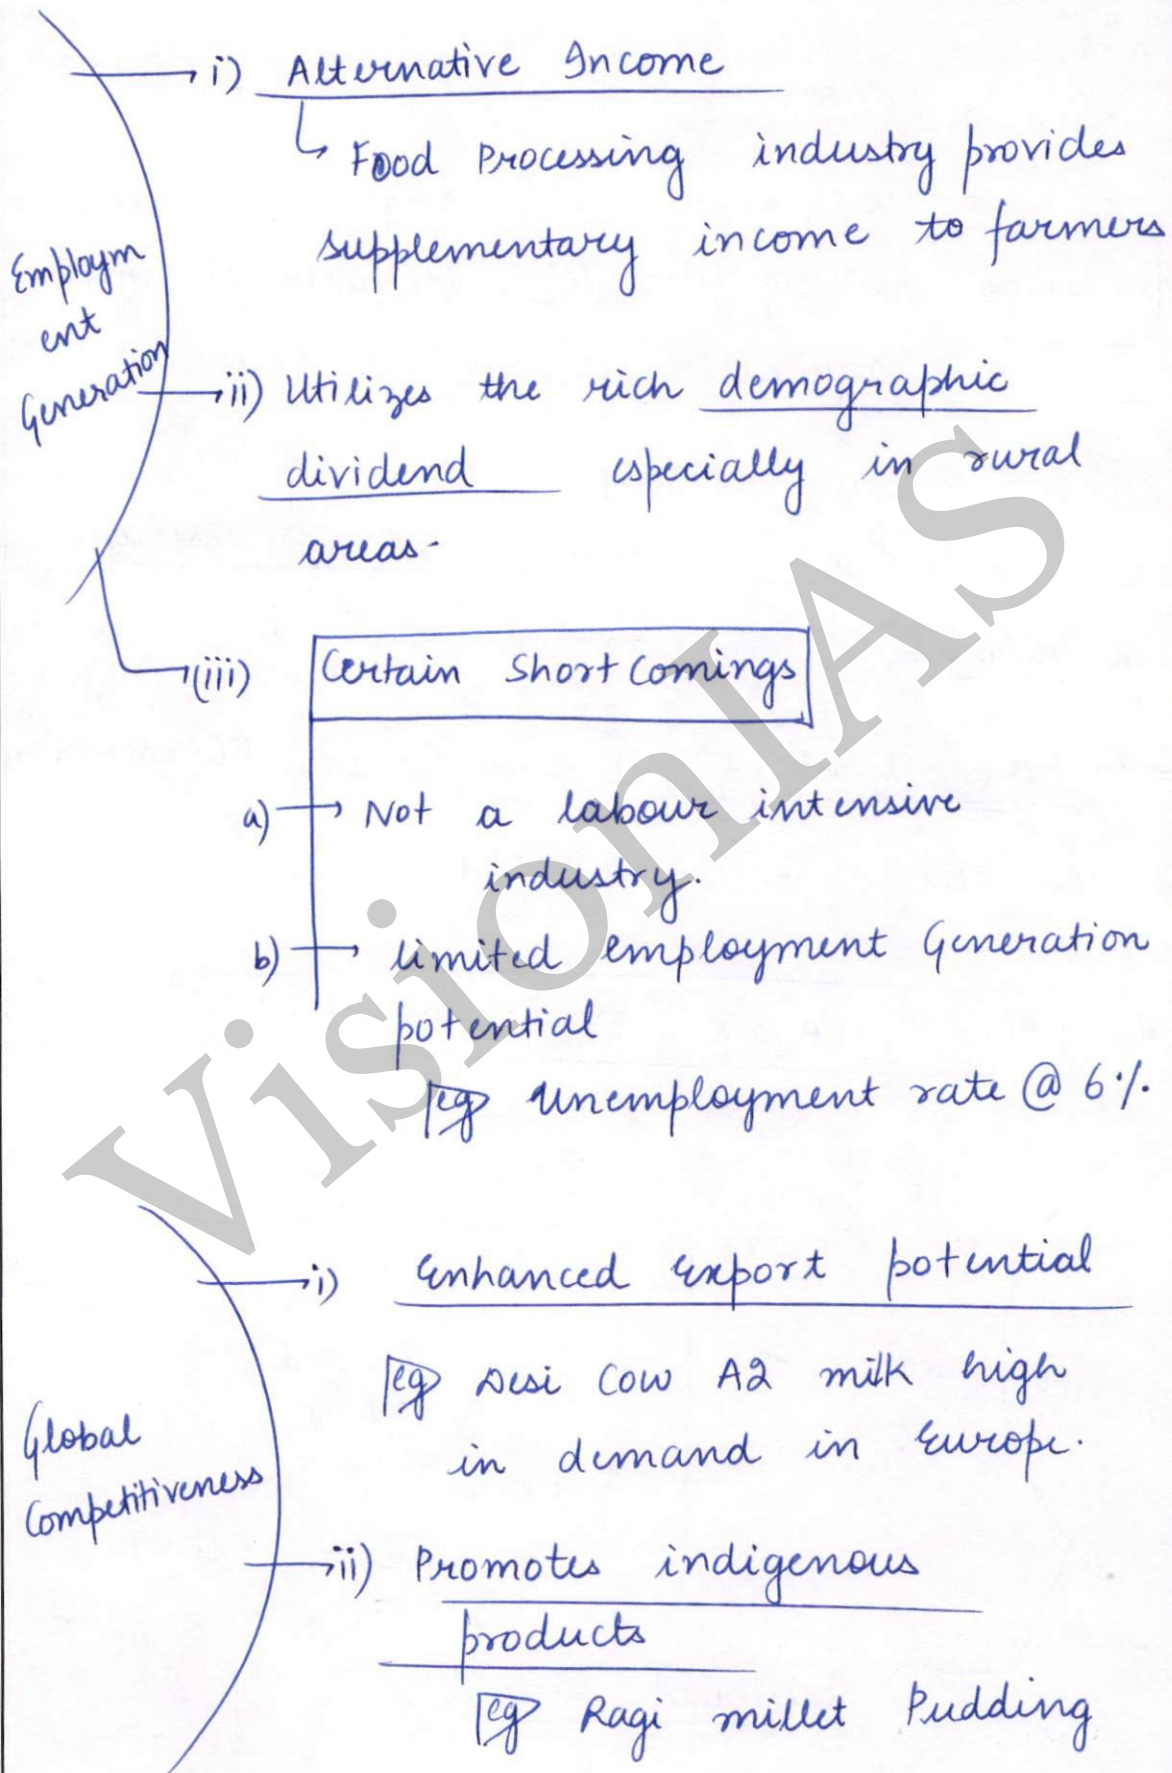 i) Alternative Income
Food Processing industry provides
supplementary income to farmers
Employm
ent
Generation
ii) Utilizes the rich demographic
dividend especially in rural
areas.
(iii) Certain Short Comings
a) Not a labour intensive
industry.
b) limited employment Generation
potential
eg unemployment rate @ 6%.
i) Enhanced export potential
eg Desi Cow A2 milk high
in demand in Europe.
Global
Competitiveness
ii) Promotes indigenous
products
eg Ragi millet Pudding
VisionIAS